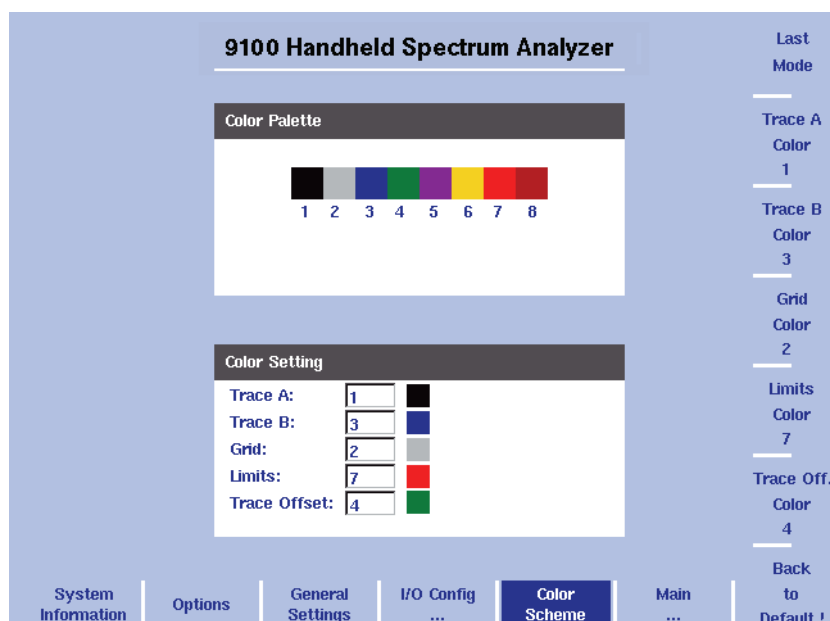 9100 Handheld Spectrum Analyzer
Color Palette
1 2 3 4 5 6 7 8
Color Setting
Trace A: 1
Trace B: 3
Grid: 2
Limits: 7
Trace Offset: 4
Last
Mode
Trace A
Color
1
Trace B
Color
3
Grid
Color
2
Limits
Color
7
Trace Off.
Color
4
Back
to
Default !
System
Information
Options
General
Settings
I/O Config
...
Color
Scheme
Main
...